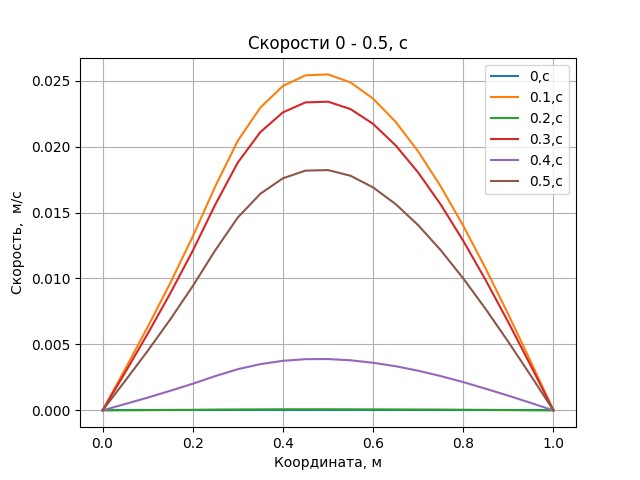 Скорости 0 - 0.5, с
0.025
0.020
0.015
0.010
0.005
0.000
Скорость,  м/с
0,с
0.1,с
0.2,с
0.3,с
0.4,с
0.5,с
0.0 0.2 0.4 0.6 0.8 1.0
Координата, м